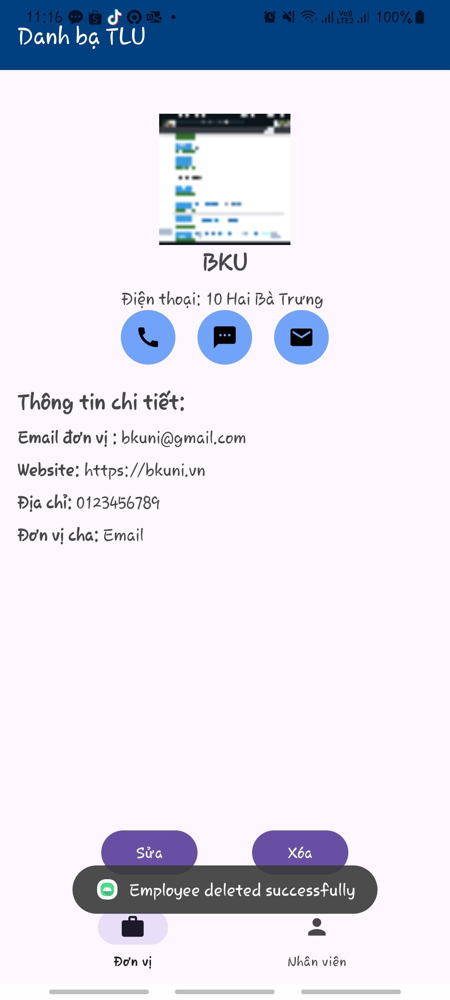 11:16
Vo)) LTE2
100%
Danh bạ TLU
BKU
Điện thoại: 10 Hai Bà Trưng
Thông tin chi tiết:
Email đơn vị : bkuni@gmail.com
Website: https://bkuni.vn
Địa chỉ: 0123456789
Đơn vị cha: Email
Sửa
Xóa
Employee deleted successfully
Đơn vị
Nhân viên